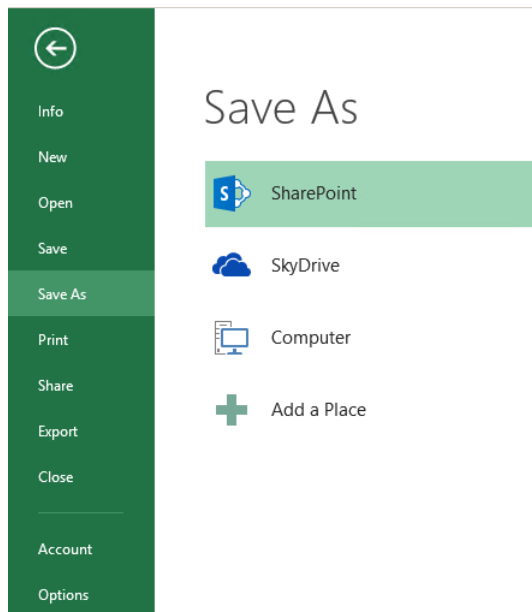 Info
New
Open
Save
Save As
Print
Share
Export
Close
Account
Options
Save As
S
SharePoint
SkyDrive
Computer
Add a Place